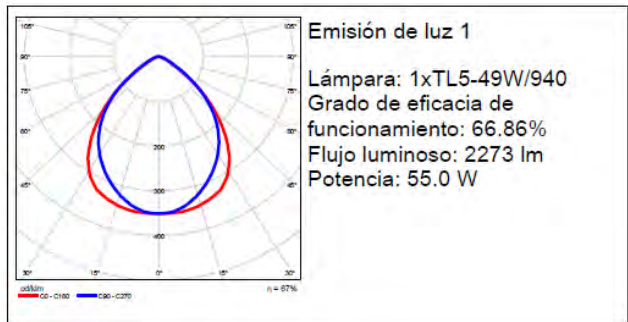 Emisión de luz 1
Lámpara: 1xTL5-49W/940
Grado de eficacia de
funcionamiento: 66.86%
Flujo luminoso: 2273 lm
Potencia: 55.0 W
105° 105°
90° 90°
75° 75°
60° 60°
45° 45°
200
300
400
30° 15° 0° 15° 30°
cd/klm η = 67%
C0 - C180 C90 - C270